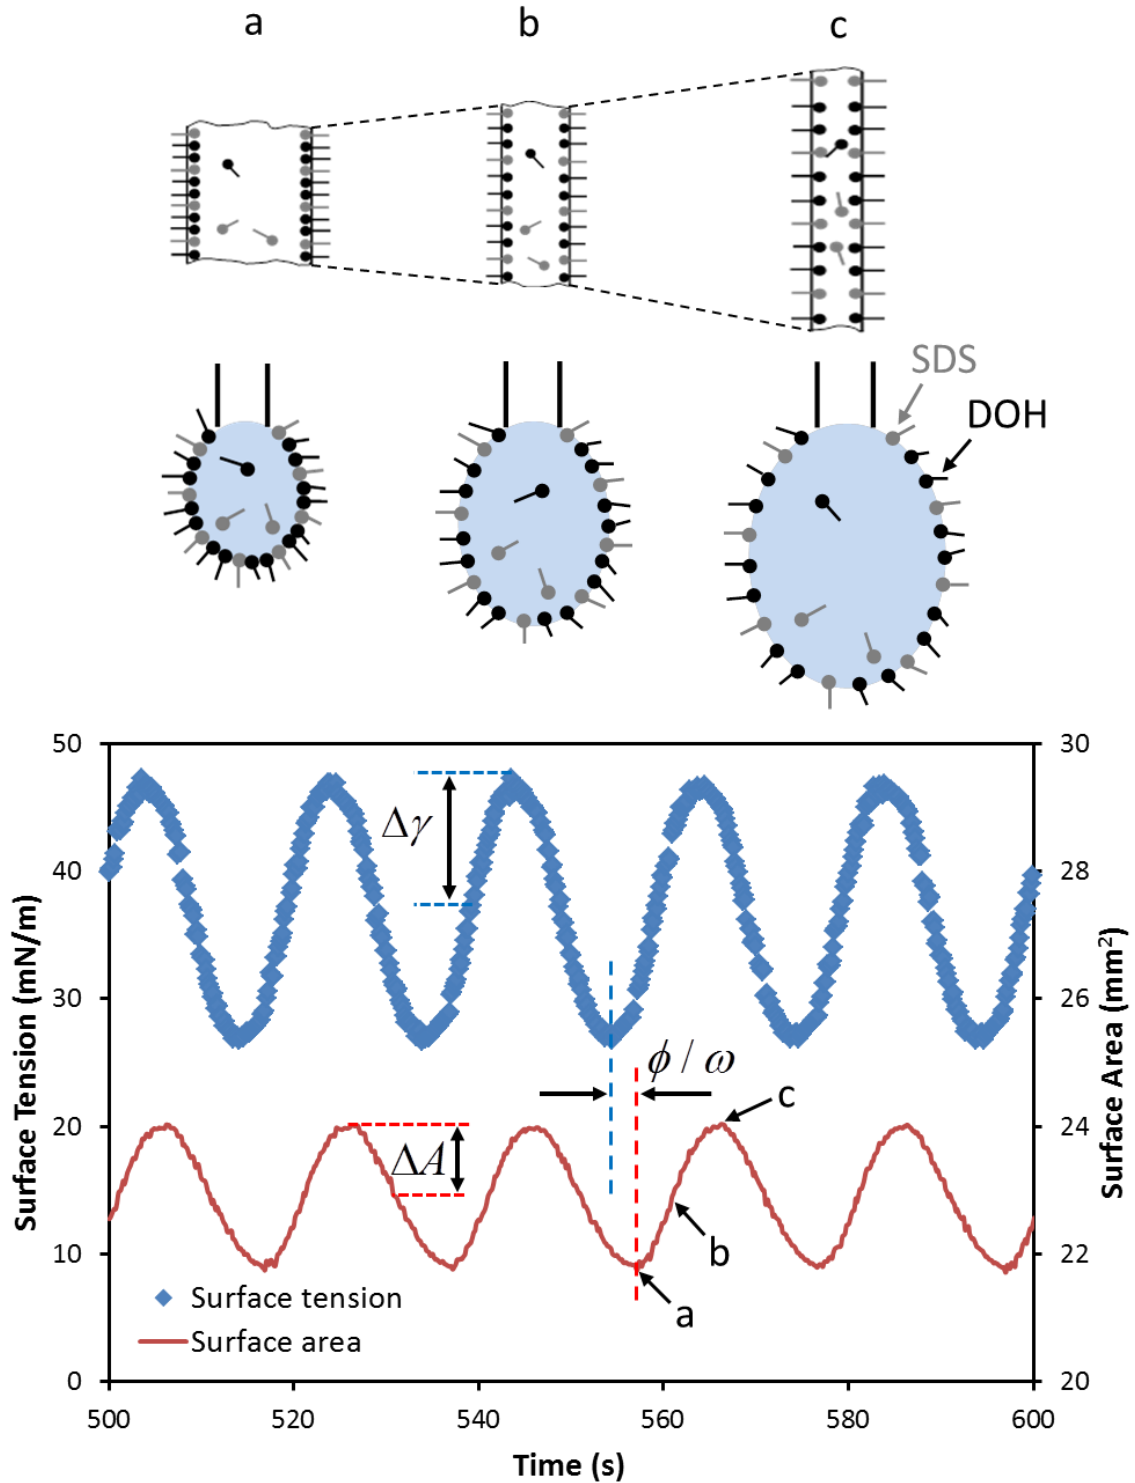 a b c
SDS
DOH
50 30
Δγ
40 28
30 26
ϕ / ω
c
20 24
ΔA
b
10 22
a
Surface tension
Surface area
0 20
500 520 540 560 580 600
Time (s)
Surface Tension (mN/m)
Surface Area (mm²)